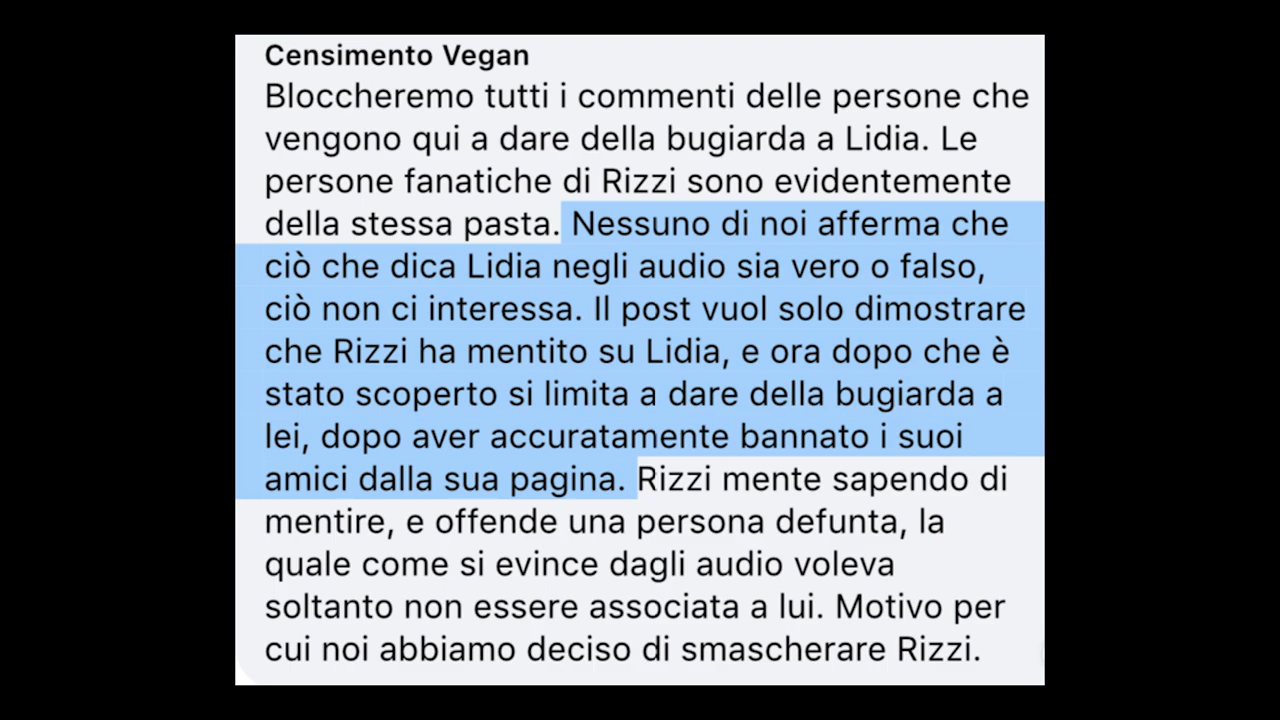 Censimento Vegan
Bloccheremo tutti i commenti delle persone che
vengono qui a dare della bugiarda a Lidia. Le
persone fanatiche di Rizzi sono evidentemente
della stessa pasta. Nessuno di noi afferma che
ciò che dica Lidia negli audio sia vero o falso,
ciò non ci interessa. Il post vuol solo dimostrare
che Rizzi ha mentito su Lidia, e ora dopo che è
stato scoperto si limita a dare della bugiarda a
lei, dopo aver accuratamente bannato i suoi
amici dalla sua pagina. Rizzi mente sapendo di
mentire, e offende una persona defunta, la
quale come si evince dagli audio voleva
soltanto non essere associata a lui. Motivo per
cui noi abbiamo deciso di smascherare Rizzi.